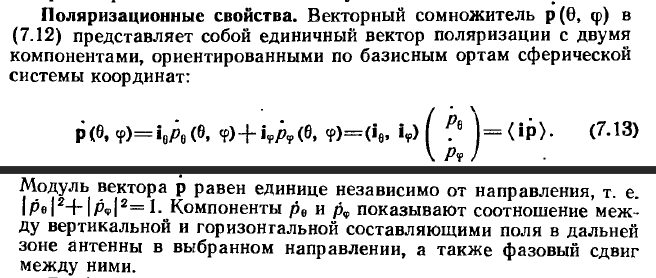 Поляризационные свойства. Векторный сомножитель ṗ(θ, φ) в
(7.12) представляет собой единичный вектор поляризации с двумя
компонентами, ориентированными по базисным ортам сферической
системы координат:
ṗ(θ, φ)=i_θṗ_θ(θ, φ)+i_φṗ_φ(θ, φ)=(i_θ, i_φ)(ṗ_θ ṗ_φ)=⟨iṗ⟩. (7.13)
Модуль вектора ṗ равен единице независимо от направления, т. е.
|ṗ_θ|²+|ṗ_φ|²=1. Компоненты ṗ_θ и ṗ_φ показывают соотношение меж-
ду вертикальной и горизонтальной составляющими поля в дальней
зоне антенны в выбранном направлении, а также фазовый сдвиг
между ними.